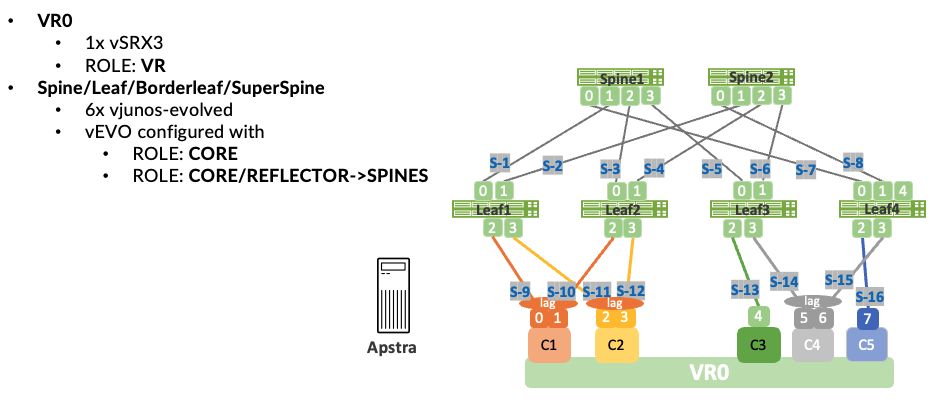 • VR0
• 1x vSRX3
• ROLE: VR
• Spine/Leaf/Borderleaf/SuperSpine
• 6x vjunos-evolved
• vEVO configured with
• ROLE: CORE
• ROLE: CORE/REFLECTOR->SPINES
Spine1 Spine2
0 1 2 3 0 1 2 3
S-1 S-2 S-3 S-4 S-5 S-6 S-7 S-8
0 1 0 1 0 1 0 1 4
Leaf1 Leaf2 Leaf3 Leaf4
2 3 2 3 2 3 2 3
S-9 S-10 S-11 S-12 S-13 S-14 S-15 S-16
lag lag lag
0 1 2 3 4 5 6 7
C1 C2 C3 C4 C5
Apstra
VR0